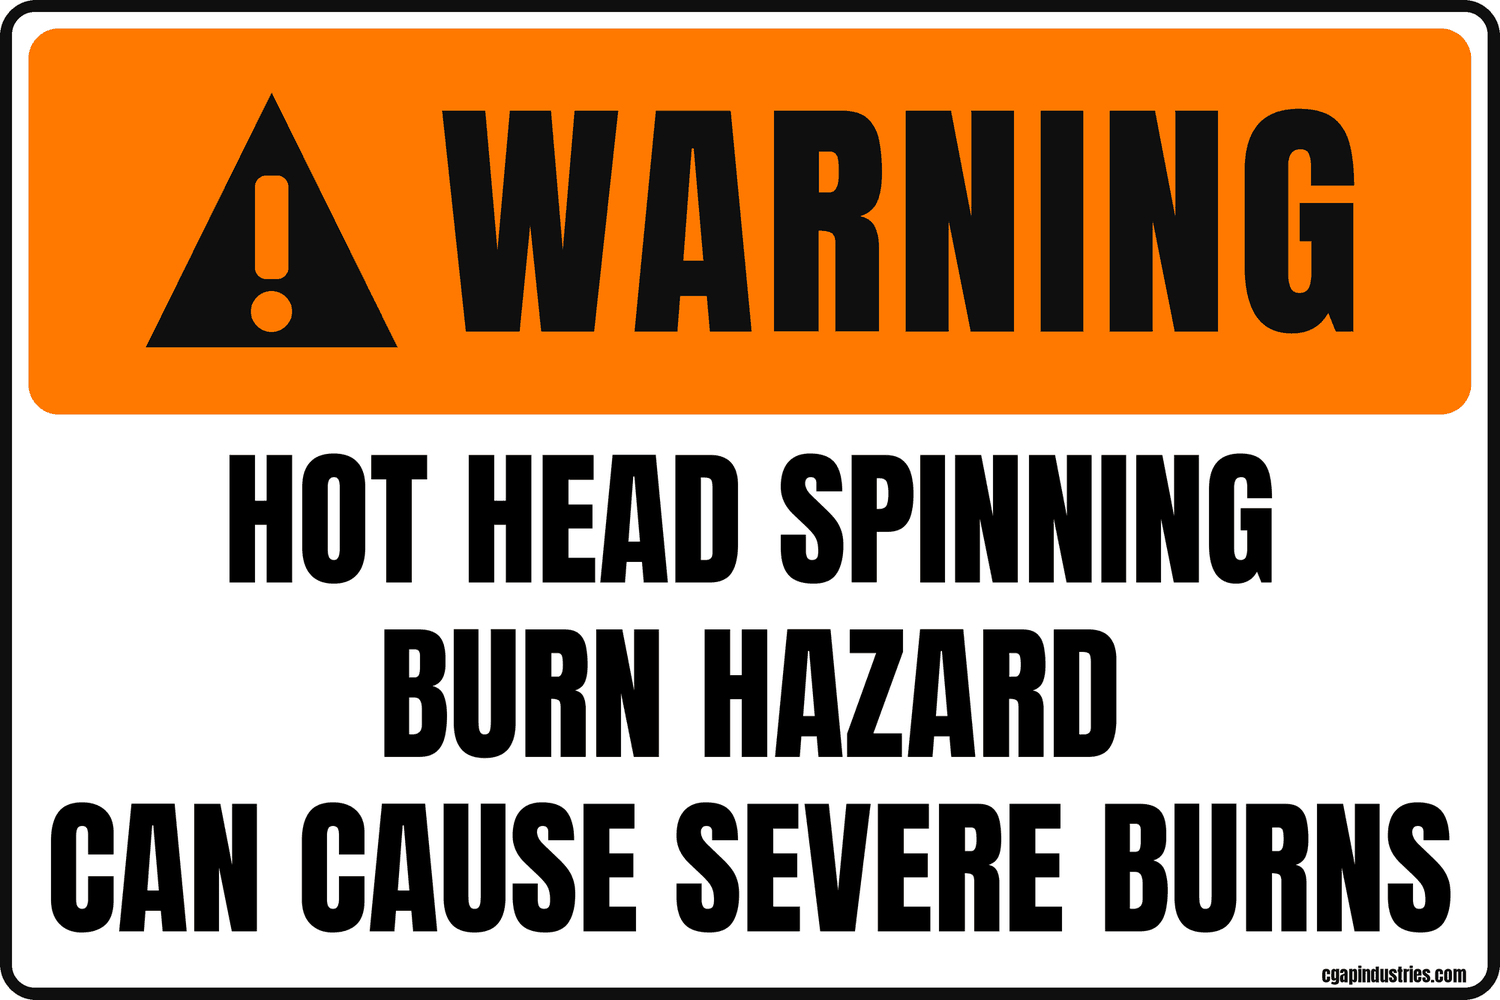 WARNING
HOT HEAD SPINNING
BURN HAZARD
CAN CAUSE SEVERE BURNS
cgapindustries.com